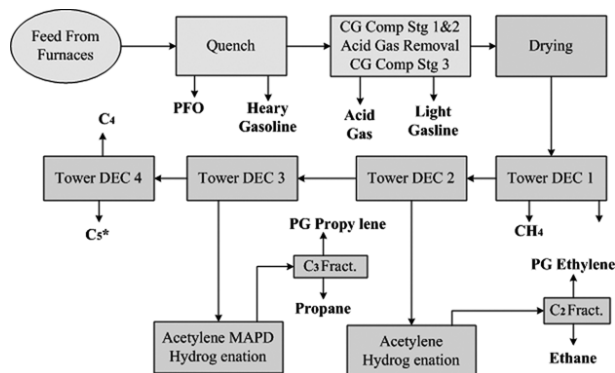 Feed From
Furnaces
Quench
CG Comp Stg 1&2
Acid Gas Removal
CG Comp Stg 3
Drying
PFO
Heary
Gasoline
Acid
Gas
Light
Gasline
C4
Tower DEC 4
Tower DEC 3
Tower DEC 2
Tower DEC 1
C5*
CH4
PG Propy lene
C3 Fract.
Propane
PG Ethylene
C2 Fract.
Ethane
Acetylene MAPD
Hydrog enation
Acetylene
Hydrog enation